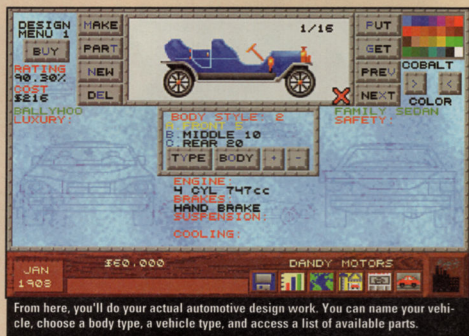 DESIGN
MENU 1
BUY
RATING
90.30%
COST
$216
MAKE
PART
NEW
DEL
1/16
PUT
GET
PREV
NEXT
COBALT
> <
COLOR
BALLYHOO
LUXURY:
FAMILY SEDAN
SAFETY:
BODY STYLE: 2
A. FRONT 2
B. MIDDLE 10
C. REAR 20
TYPE BODY + -
ENGINE:
4 CYL 747cc
BRAKES:
HAND BRAKE
SUSPENSION:
COOLING:
JAN
1908
$60.000
DANDY MOTORS
From here, you'll do your actual automotive design work. You can name your vehi-
cle, choose a body type, a vehicle type, and access a list of available parts.